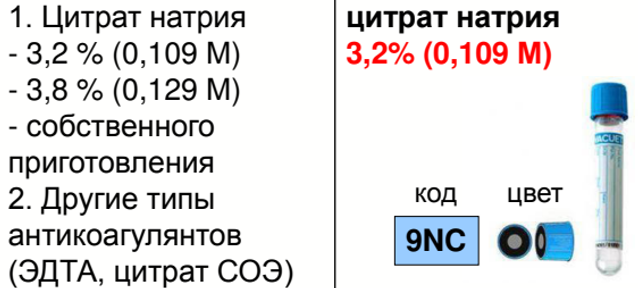 1. Цитрат натрия
- 3,2 % (0,109 М)
- 3,8 % (0,129 М)
- собственного
приготовления
2. Другие типы
антикоагулянтов
(ЭДТА, цитрат СОЭ)
цитрат натрия
3,2% (0,109 М)
код цвет
9NC
VACUETT